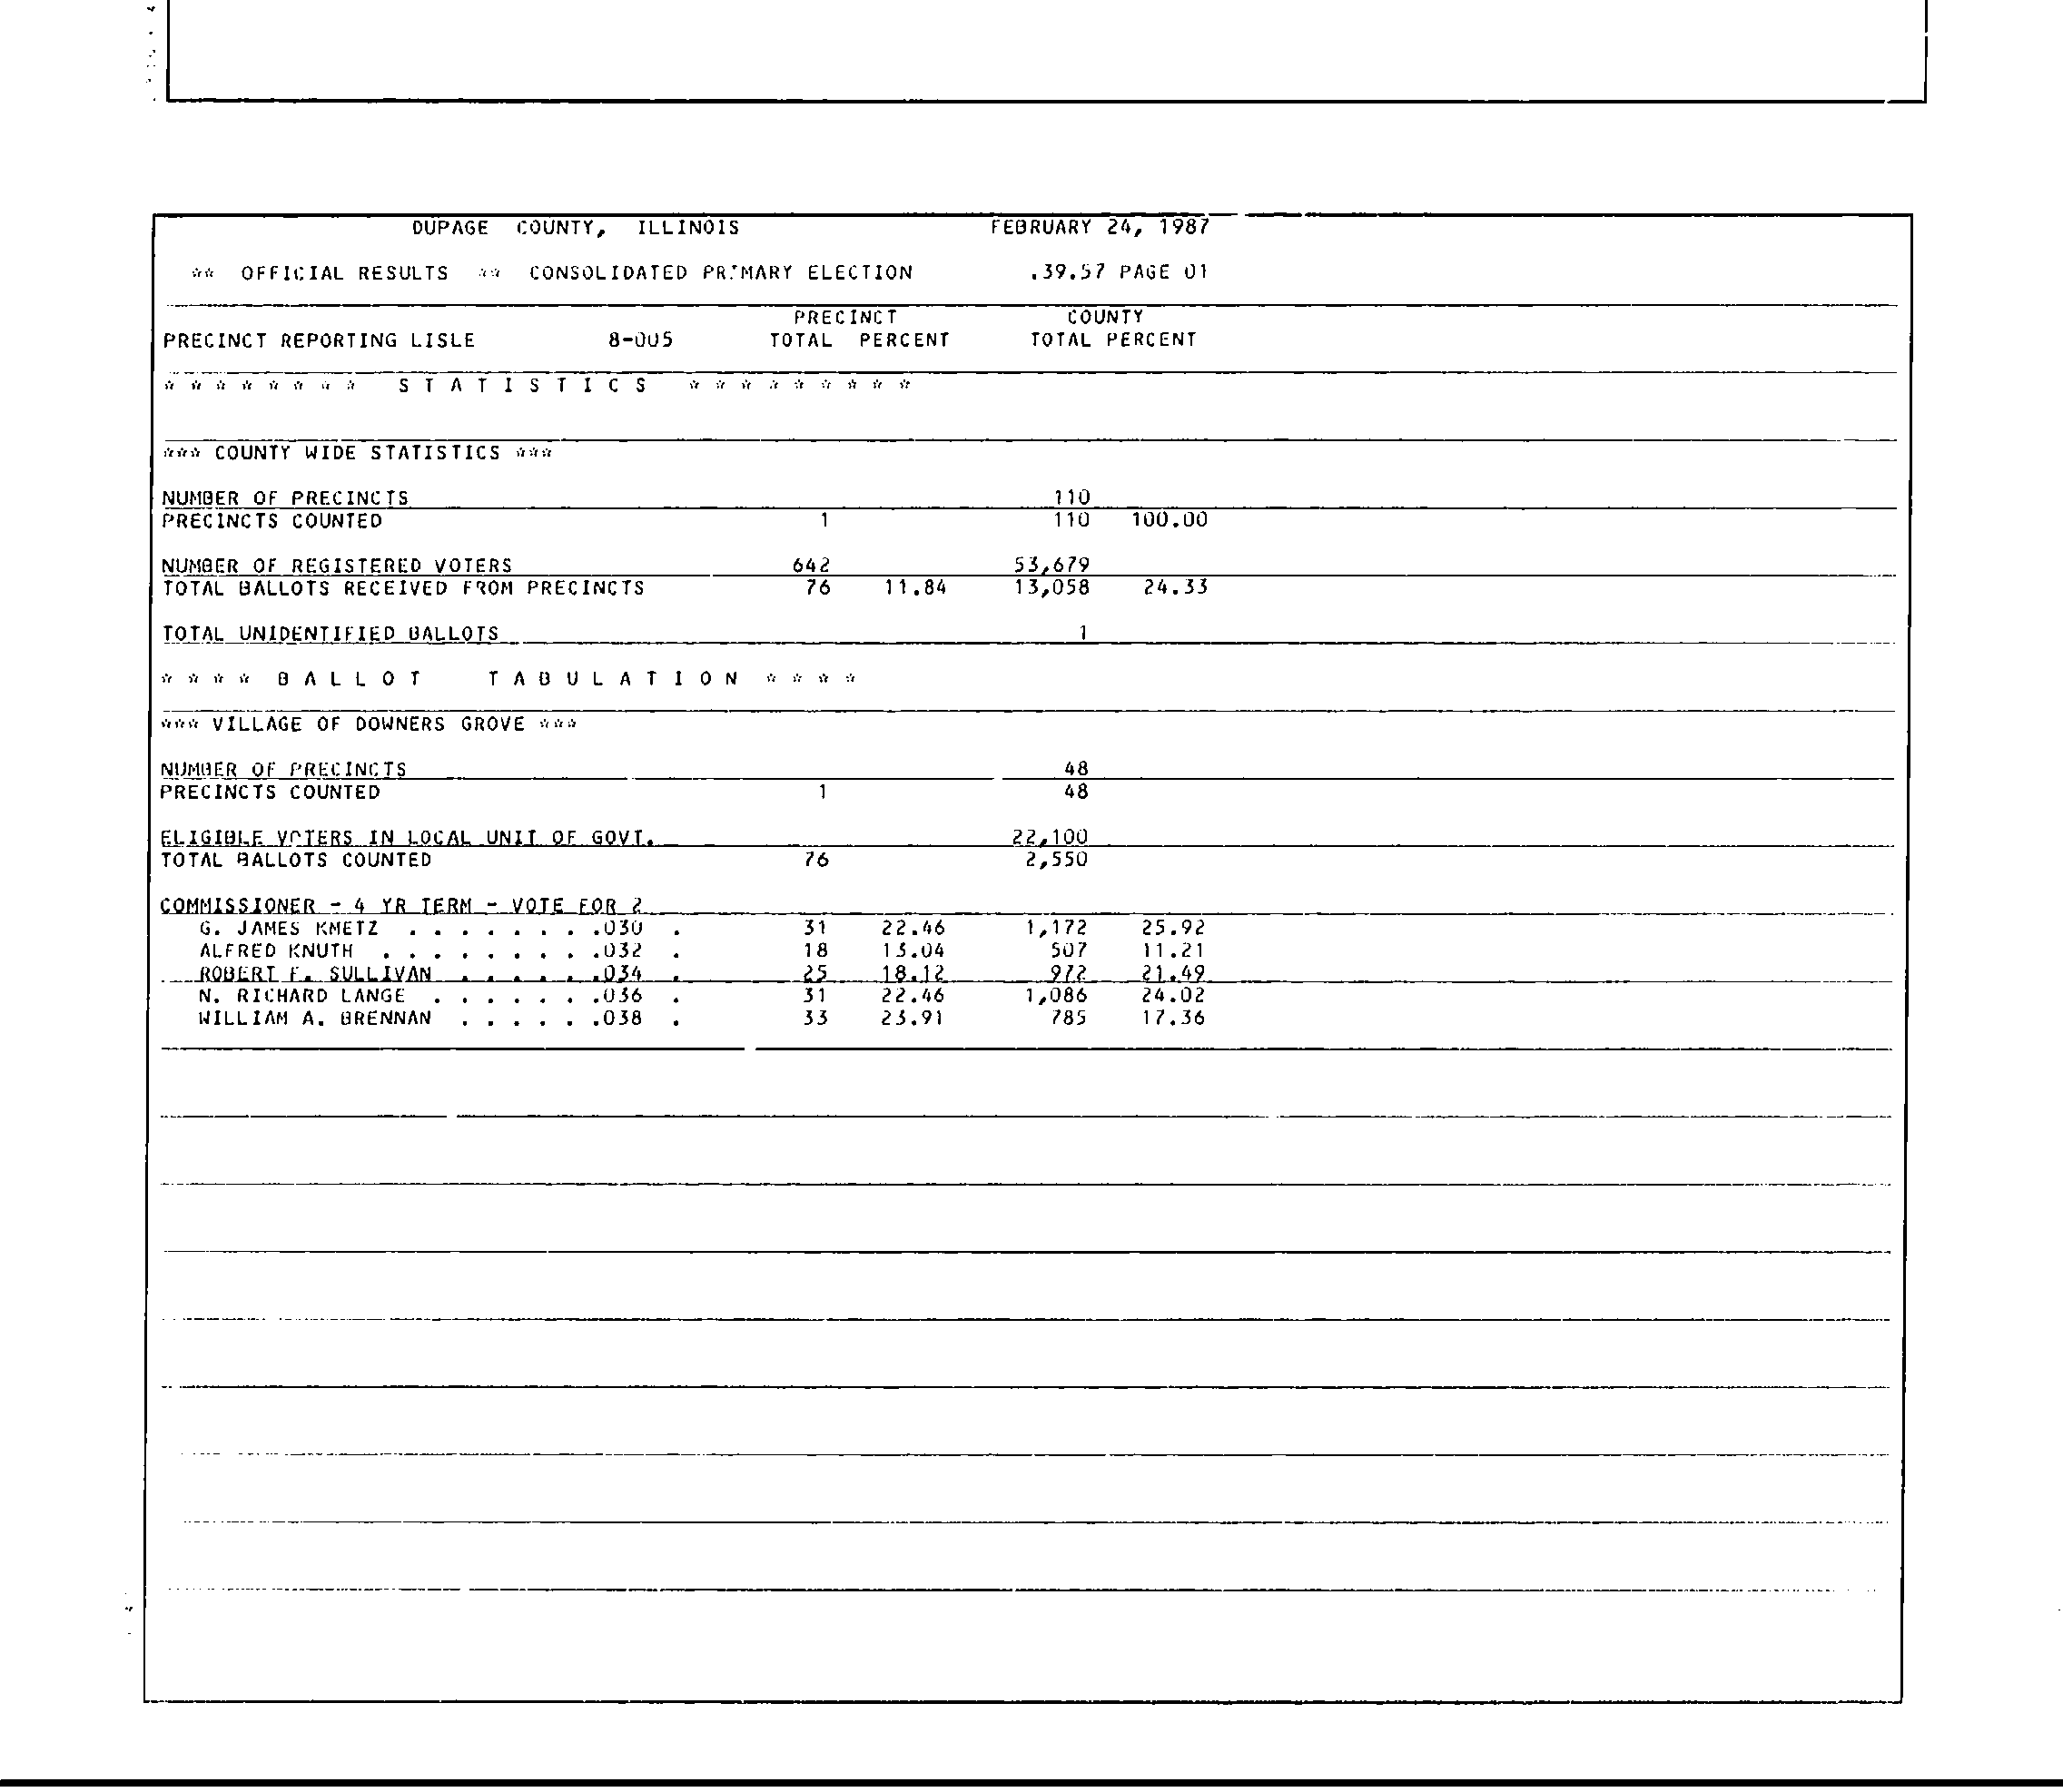 DUPAGE COUNTY, ILLINOIS FEBRUARY 24, 1987
** OFFICIAL RESULTS ** CONSOLIDATED PRIMARY ELECTION .39.57 PAGE 01
PRECINCT COUNTY
PRECINCT REPORTING LISLE 8-005 TOTAL PERCENT TOTAL PERCENT
* * * * * * * * S T A T I S T I C S * * * * * * * * *
*** COUNTY WIDE STATISTICS ***
NUMBER OF PRECINCTS 110
PRECINCTS COUNTED 1 110 100.00
NUMBER OF REGISTERED VOTERS 642 53,679
TOTAL BALLOTS RECEIVED FROM PRECINCTS 76 11.84 13,058 24.33
TOTAL UNIDENTIFIED BALLOTS 1
* * * * B A L L O T T A B U L A T I O N * * * *
*** VILLAGE OF DOWNERS GROVE ***
NUMBER OF PRECINCTS 48
PRECINCTS COUNTED 1 48
ELIGIBLE VOTERS IN LOCAL UNIT OF GOVT. 22,100
TOTAL BALLOTS COUNTED 76 2,550
COMMISSIONER - 4 YR TERM - VOTE FOR 2
G. JAMES KMETZ . . . . . . . .030 . 31 22.46 1,172 25.92
ALFRED KNUTH . . . . . . . . .032 . 18 13.04 507 11.21
ROBERT F. SULLIVAN . . . . . .034 . 25 18.12 972 21.49
N. RICHARD LANGE . . . . . . .036 . 31 22.46 1,086 24.02
WILLIAM A. BRENNAN . . . . . .038 . 33 23.91 785 17.36